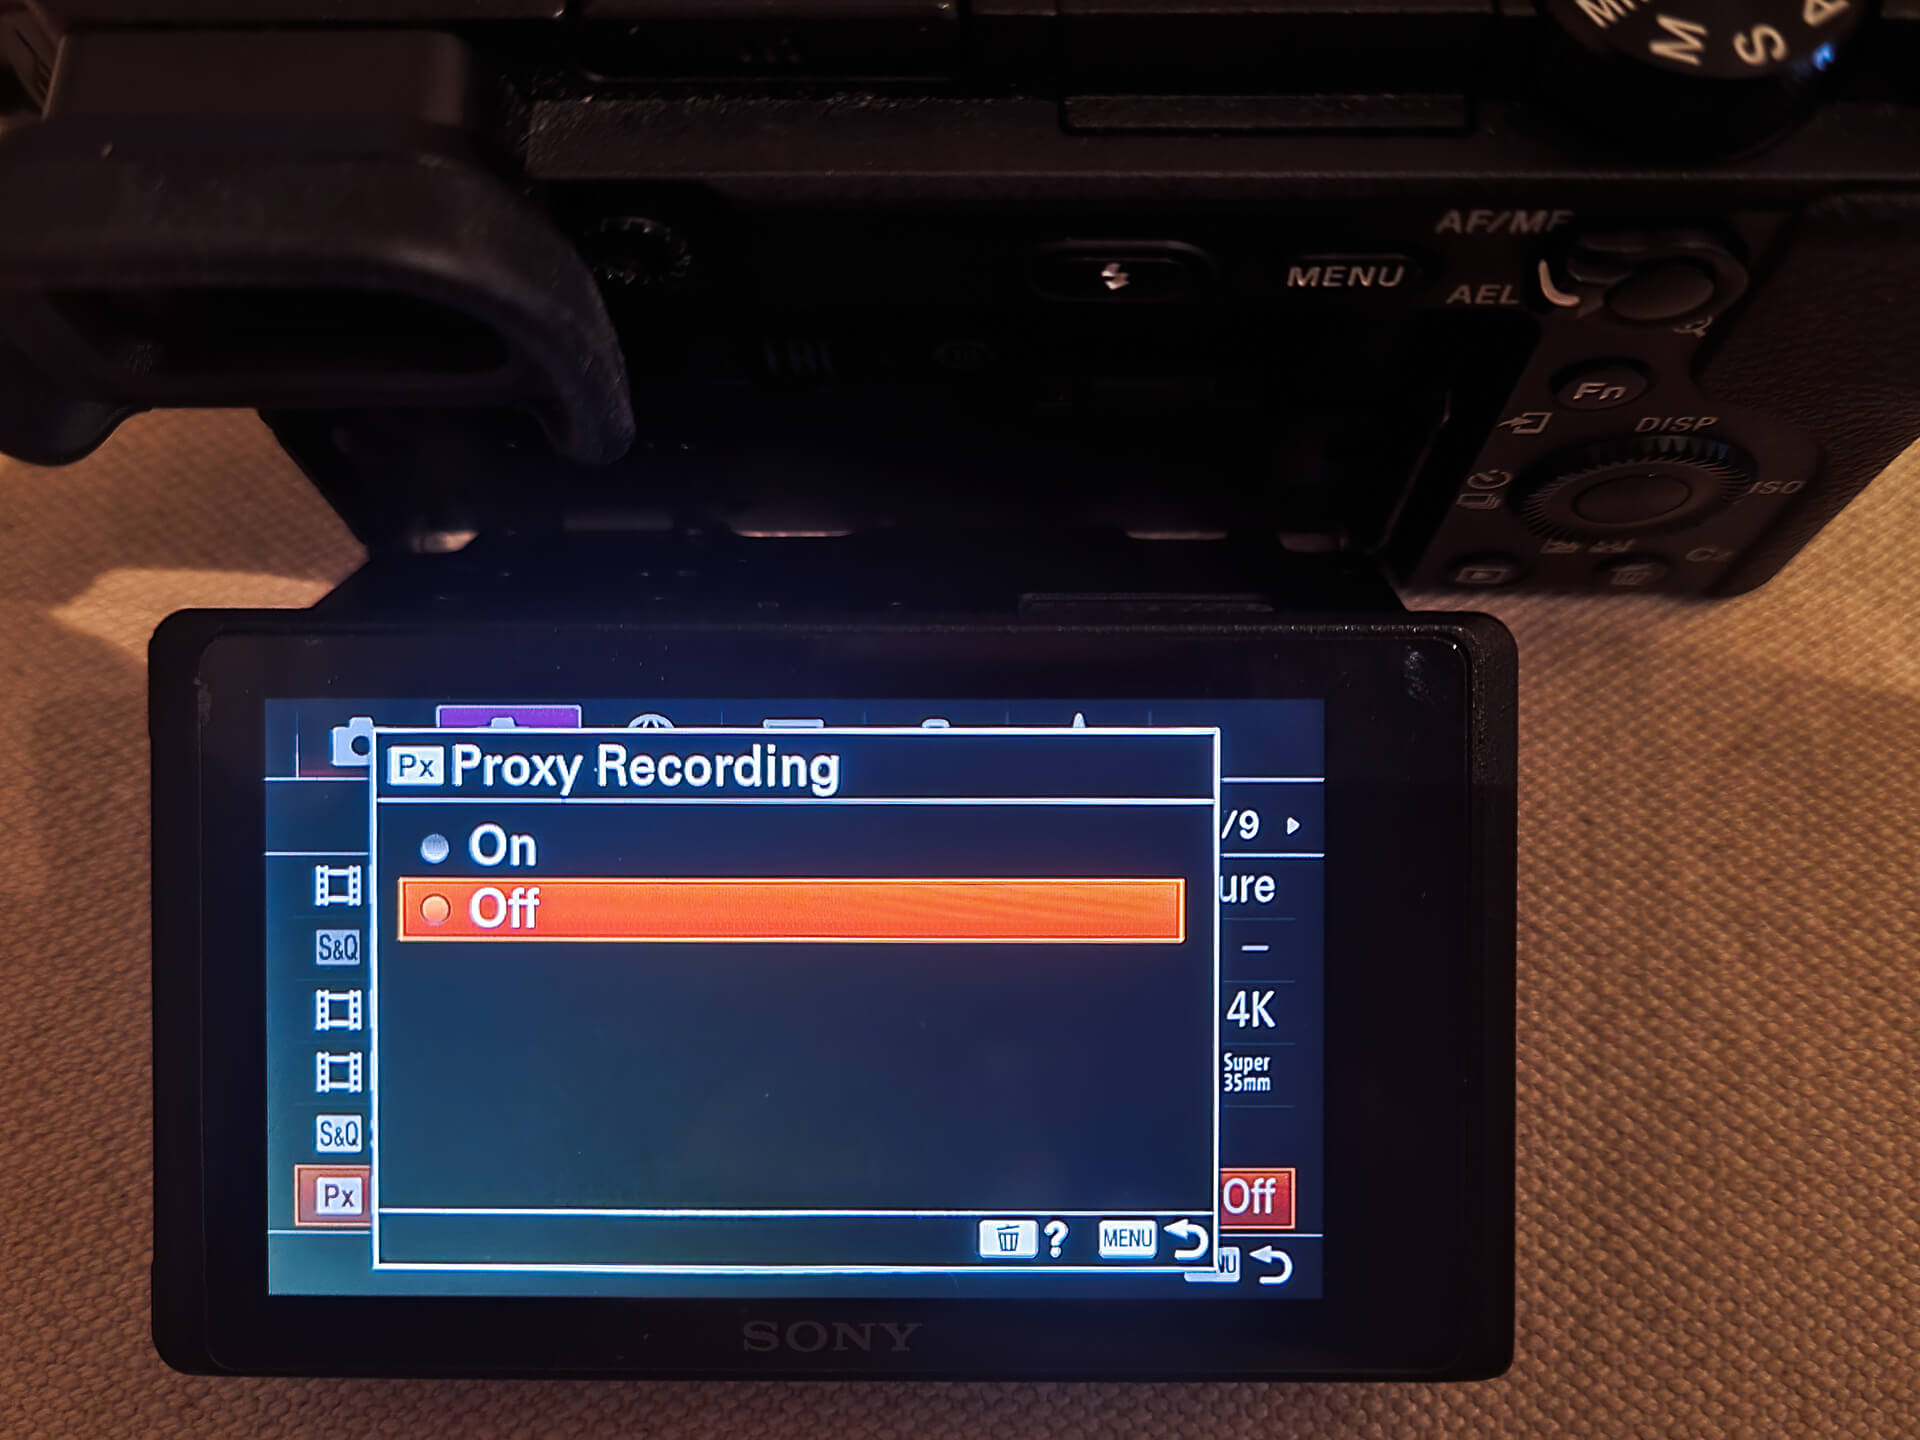 M
S
A
AF/MF
MENU
AEL
Fn
DISP
ISO
Px Proxy Recording
/9
On
ure
Off
S&Q
–
4K
Super
35mm
S&Q
Px
Off
? MENU
NU
SONY